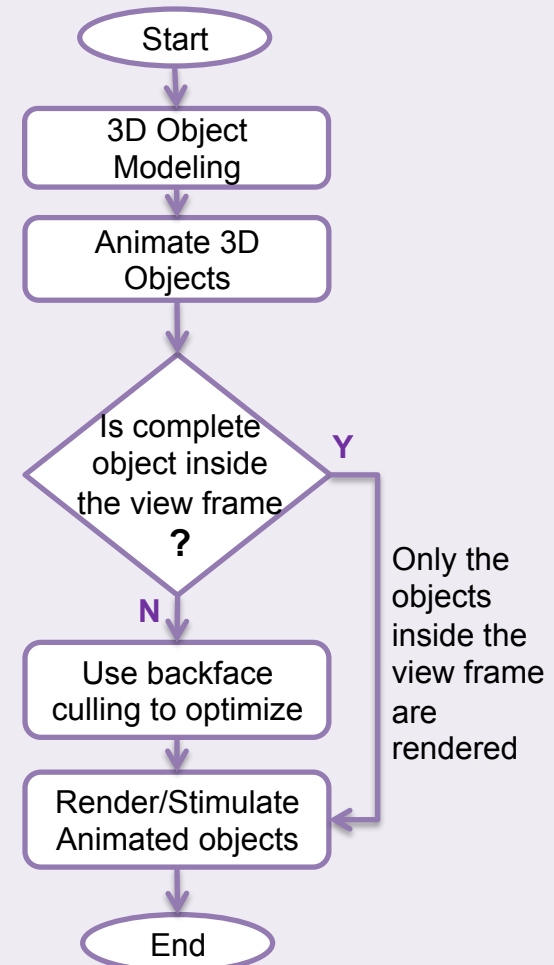 Start
3D Object
Modeling
Animate 3D
Objects
Is complete
object inside
the view frame
?
Y
N
Only the
objects
inside the
view frame
are
rendered
Use backface
culling to optimize
Render/Stimulate
Animated objects
End